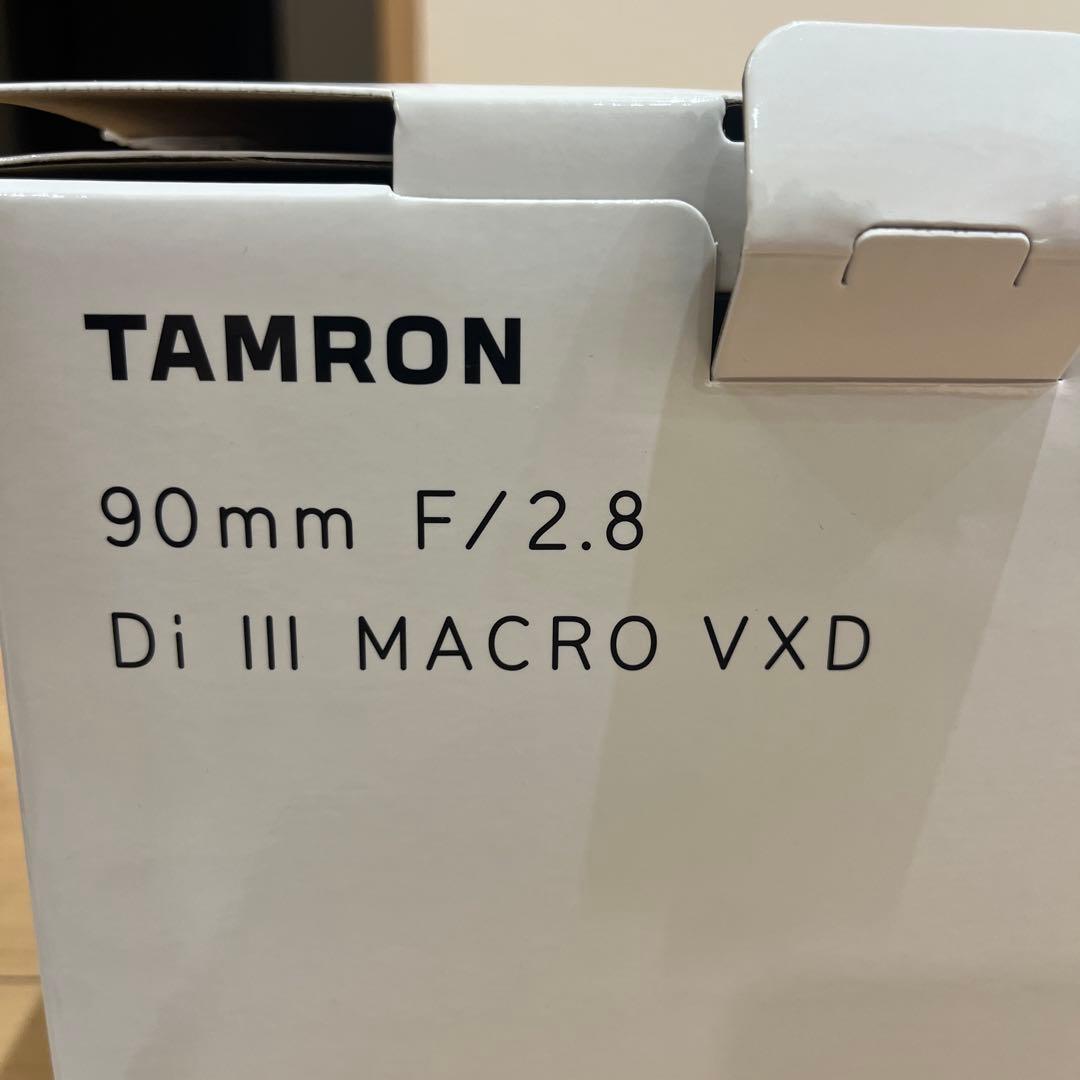 TAMRON
90mm F/2.8
Di III MACRO VXD